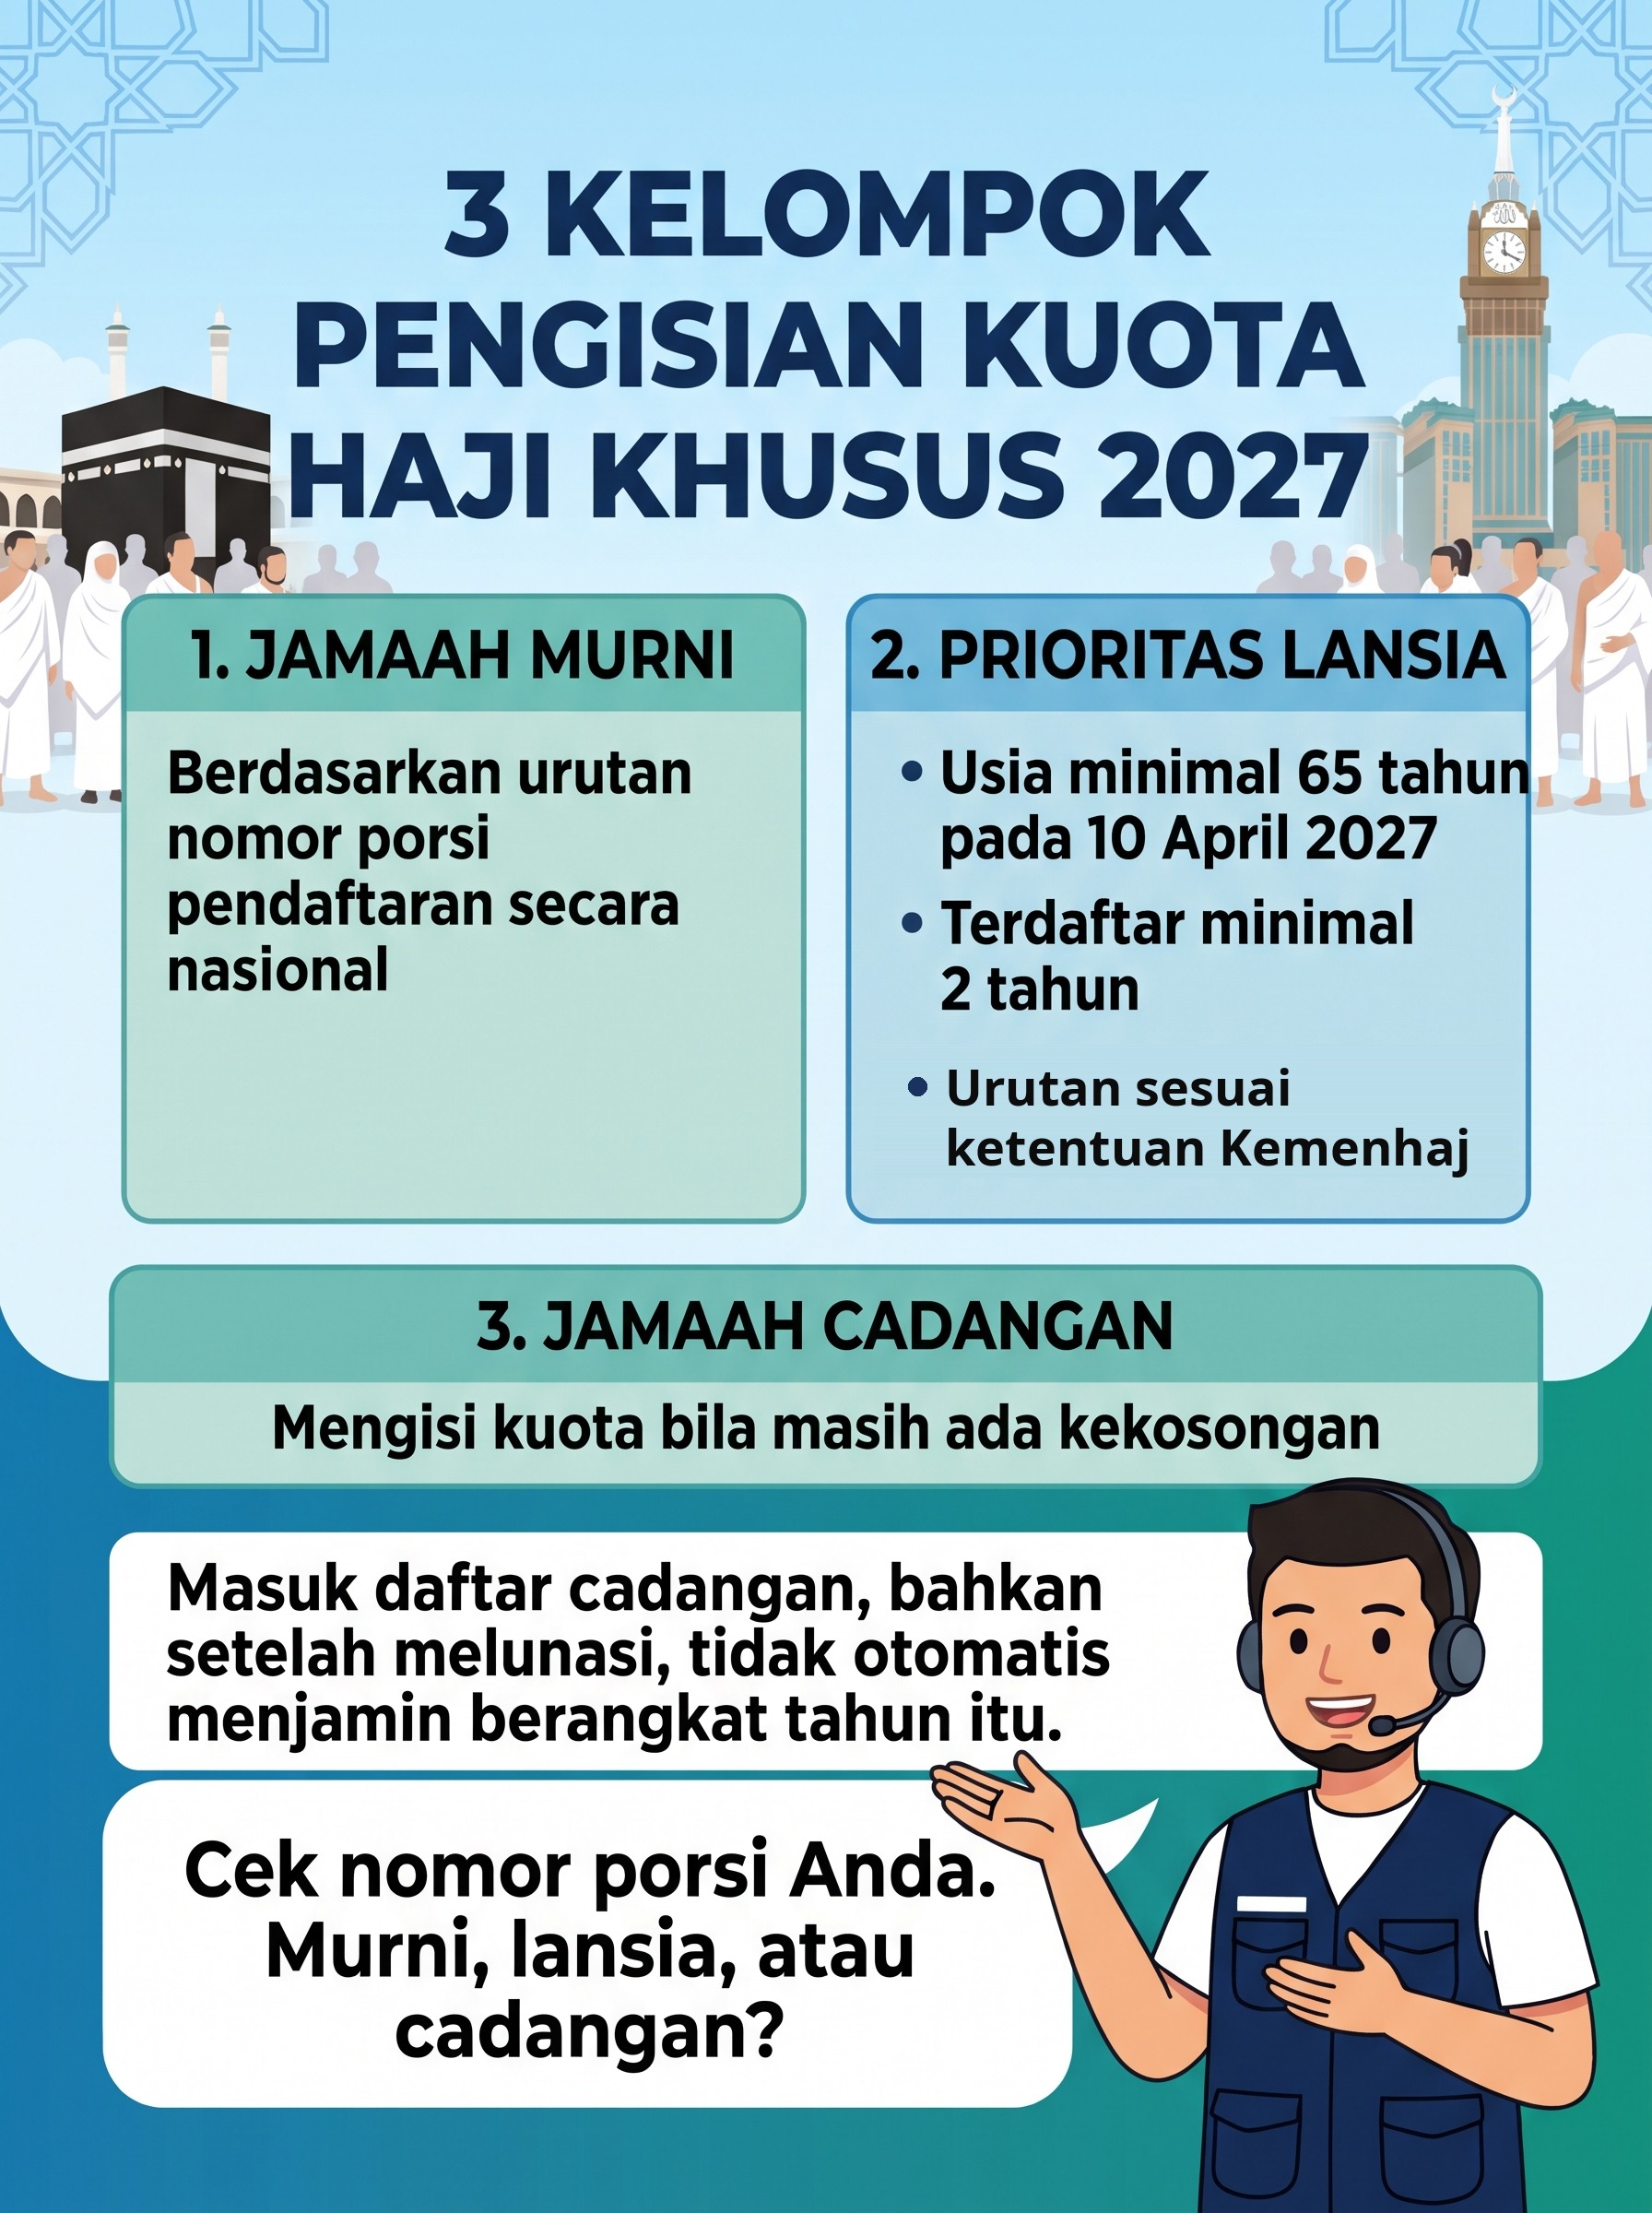 3 KELOMPOK
PENGISIAN KUOTA
HAJI KHUSUS 2027
1. JAMAAH MURNI
Berdasarkan urutan
nomor porsi
pendaftaran secara
nasional
2. PRIORITAS LANSIA
• Usia minimal 65 tahun
pada 10 April 2027
• Terdaftar minimal
2 tahun
• Urutan sesuai
ketentuan Kemenhaj
3. JAMAAH CADANGAN
Mengisi kuota bila masih ada kekosongan
Masuk daftar cadangan, bahkan
setelah melunasi, tidak otomatis
menjamin berangkat tahun itu.
Cek nomor porsi Anda.
Murni, lansia, atau
cadangan?